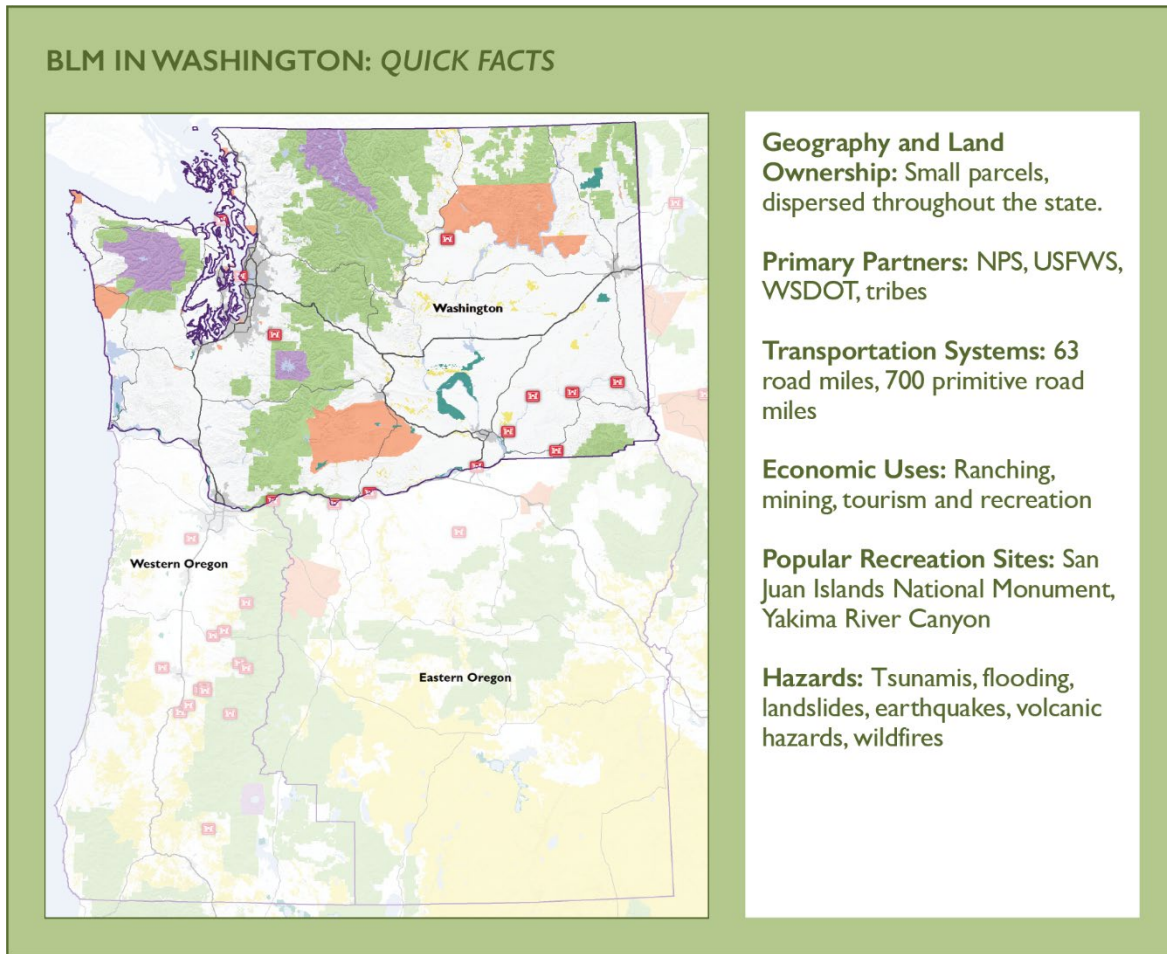 BLM IN WASHINGTON: QUICK FACTS
Washington
Western Oregon
Eastern Oregon
Geography and Land
Ownership: Small parcels,
dispersed throughout the state.
Primary Partners: NPS, USFWS,
WSDOT, tribes
Transportation Systems: 63
road miles, 700 primitive road
miles
Economic Uses: Ranching,
mining, tourism and recreation
Popular Recreation Sites: San
Juan Islands National Monument,
Yakima River Canyon
Hazards: Tsunamis, flooding,
landslides, earthquakes, volcanic
hazards, wildfires